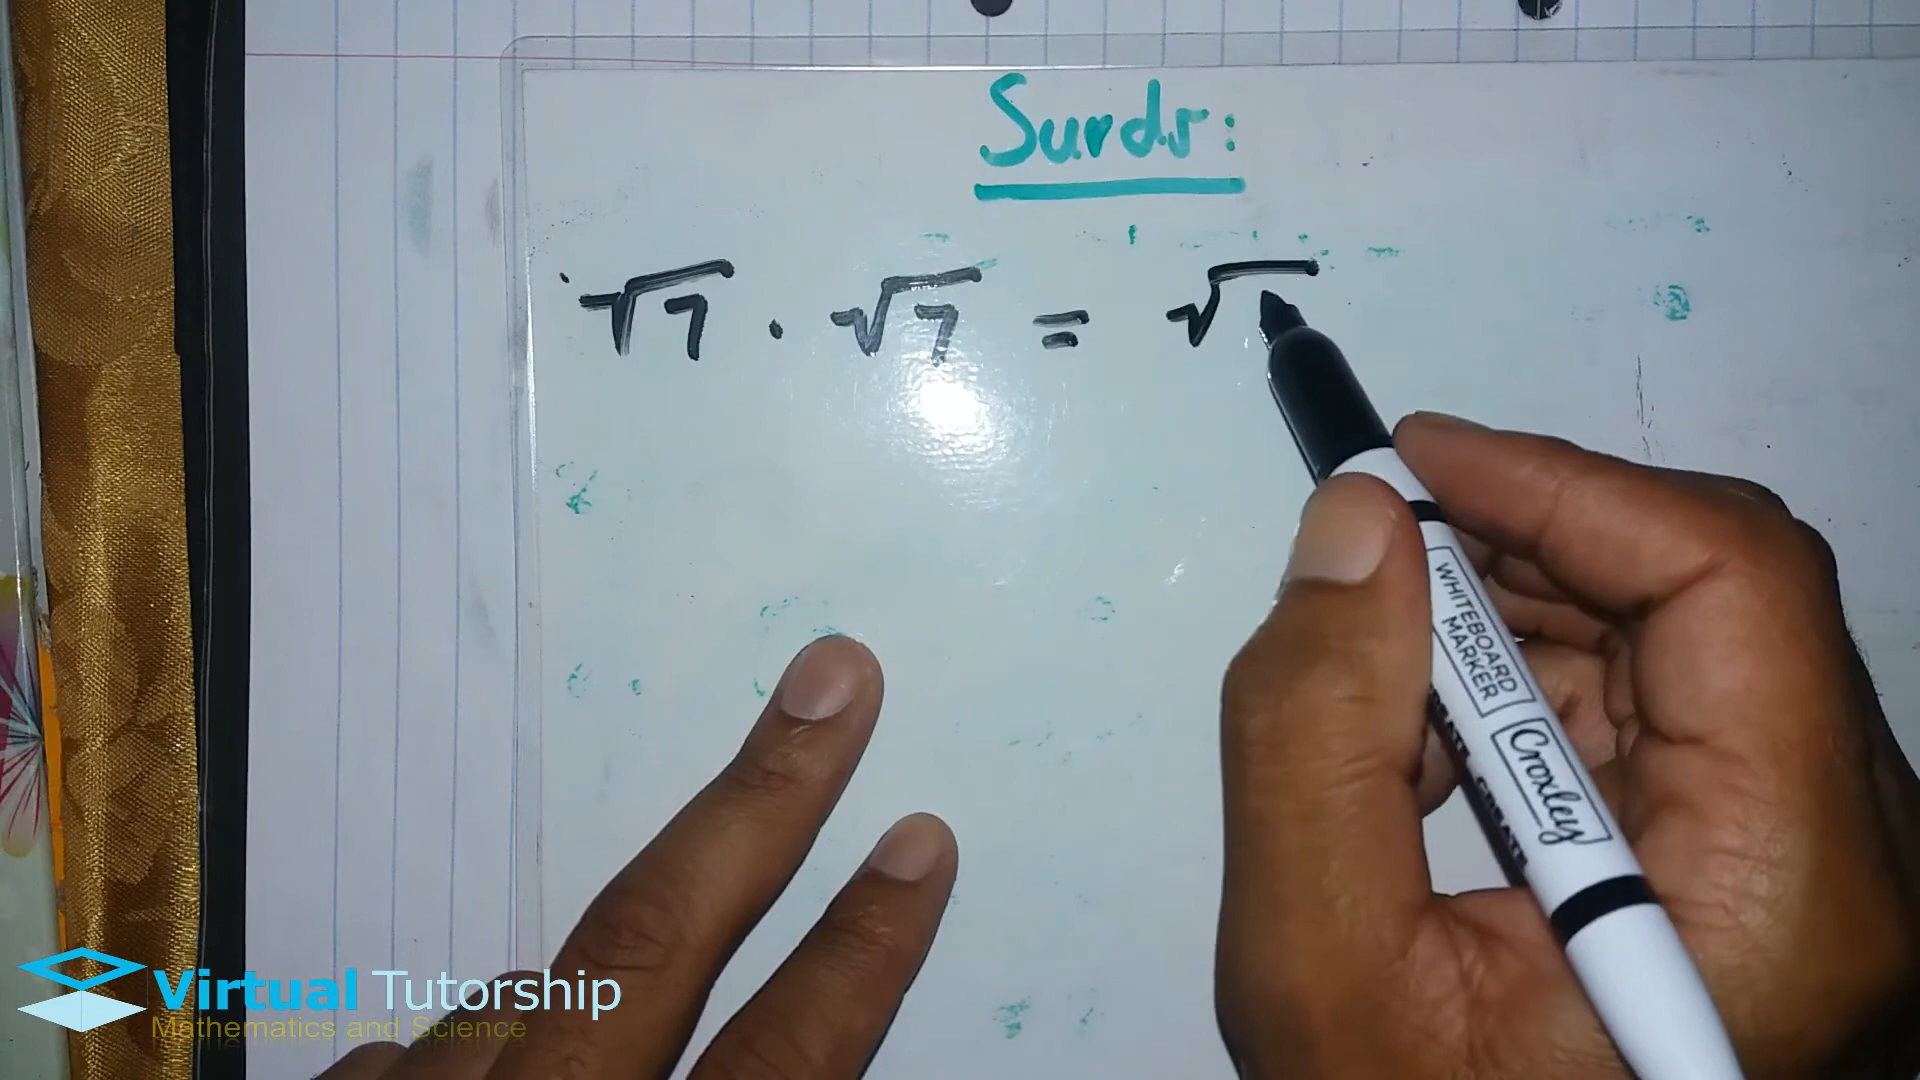 Surds:
√7 . √7 = √
WHITEBOARD
MARKER
Croxley
Virtual Tutorship
Mathematics and Science